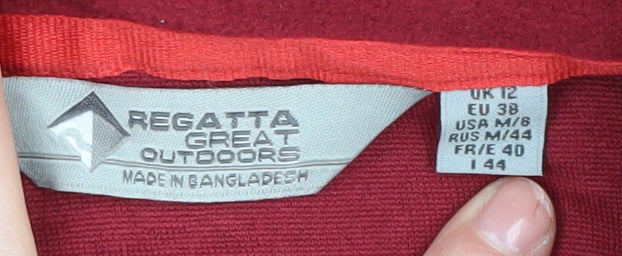 REGATTA
GREAT
OUTDOORS
MADE IN BANGLADESH
UK 12
EU 38
USA M/8
RUS M/44
FR/E 40
I 44